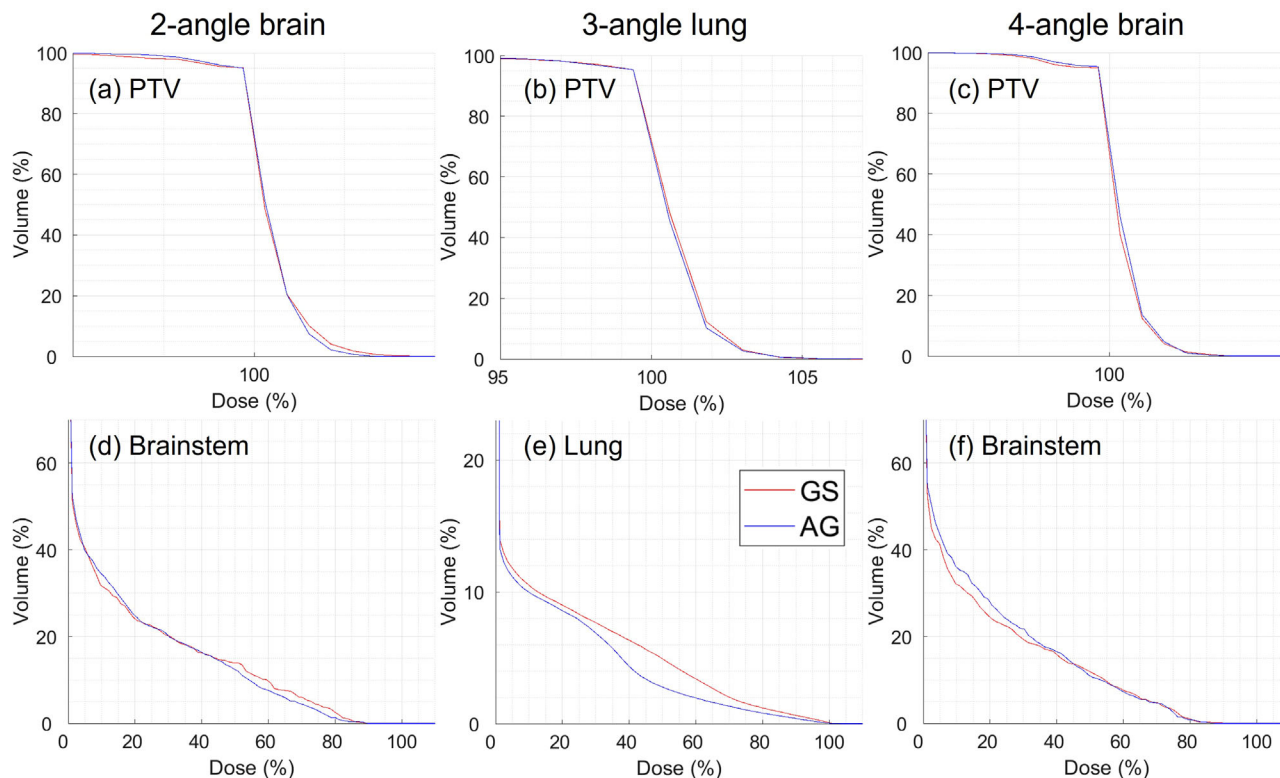 2-angle brain
3-angle lung
4-angle brain
(a) PTV
Volume (%)
100
80
60
40
20
0
100
Dose (%)
(b) PTV
Volume (%)
100
80
60
40
20
0
95
100
105
Dose (%)
(c) PTV
Volume (%)
100
80
60
40
20
0
100
Dose (%)
(d) Brainstem
Volume (%)
60
40
20
0
0
20
40
60
80
100
Dose (%)
(e) Lung
GS
AG
Volume (%)
20
10
0
0
20
40
60
80
100
Dose (%)
(f) Brainstem
Volume (%)
60
40
20
0
0
20
40
60
80
100
Dose (%)